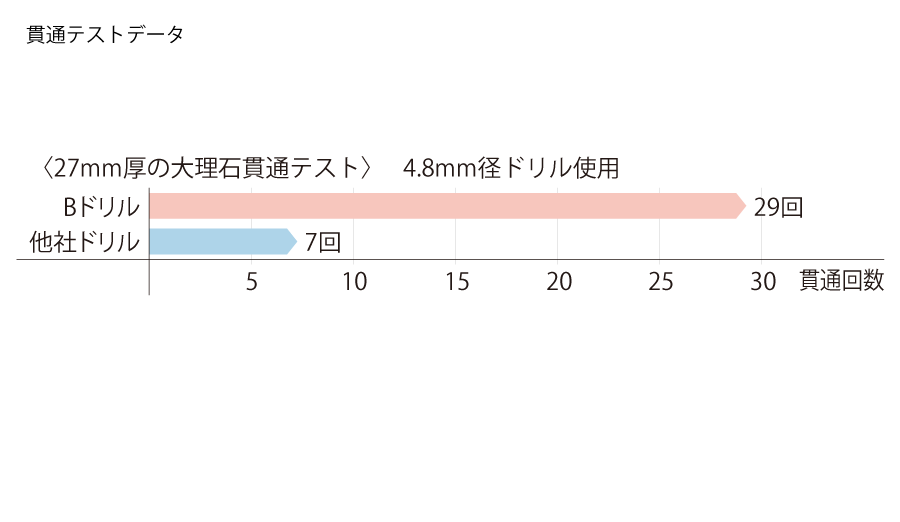 貫通テストデータ
〈27mm厚の大理石貫通テスト〉 4.8mm径ドリル使用
Bドリル 29回
他社ドリル 7回
5 10 15 20 25 30 貫通回数